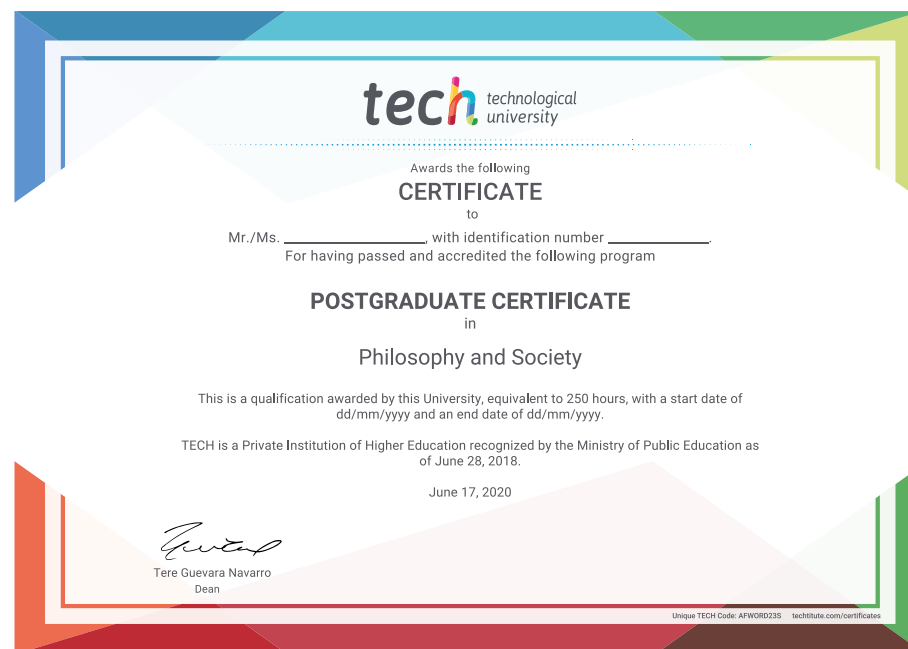 tech technological
university
Awards the following
CERTIFICATE
to
Mr./Ms. ____________________, with identification number ______________.
For having passed and accredited the following program
POSTGRADUATE CERTIFICATE
in
Philosophy and Society
This is a qualification awarded by this University, equivalent to 250 hours, with a start date of
dd/mm/yyyy and an end date of dd/mm/yyyy.
TECH is a Private Institution of Higher Education recognized by the Ministry of Public Education as
of June 28, 2018.
June 17, 2020
Tere Guevara Navarro
Dean
Unique TECH Code: AFWORD23S techtitute.com/certificates